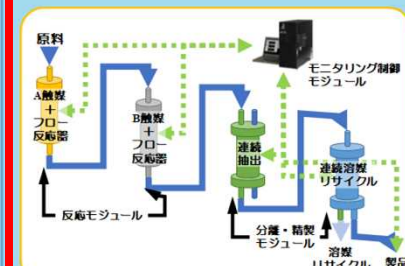 原料
A触媒
＋
フロー
反応器
B触媒
＋
フロー
反応器
反応モジュール
連続
抽出
分離・精製
モジュール
モニタリング制御
モジュール
連続溶媒
リサイクル
溶媒
リサイクル
製品